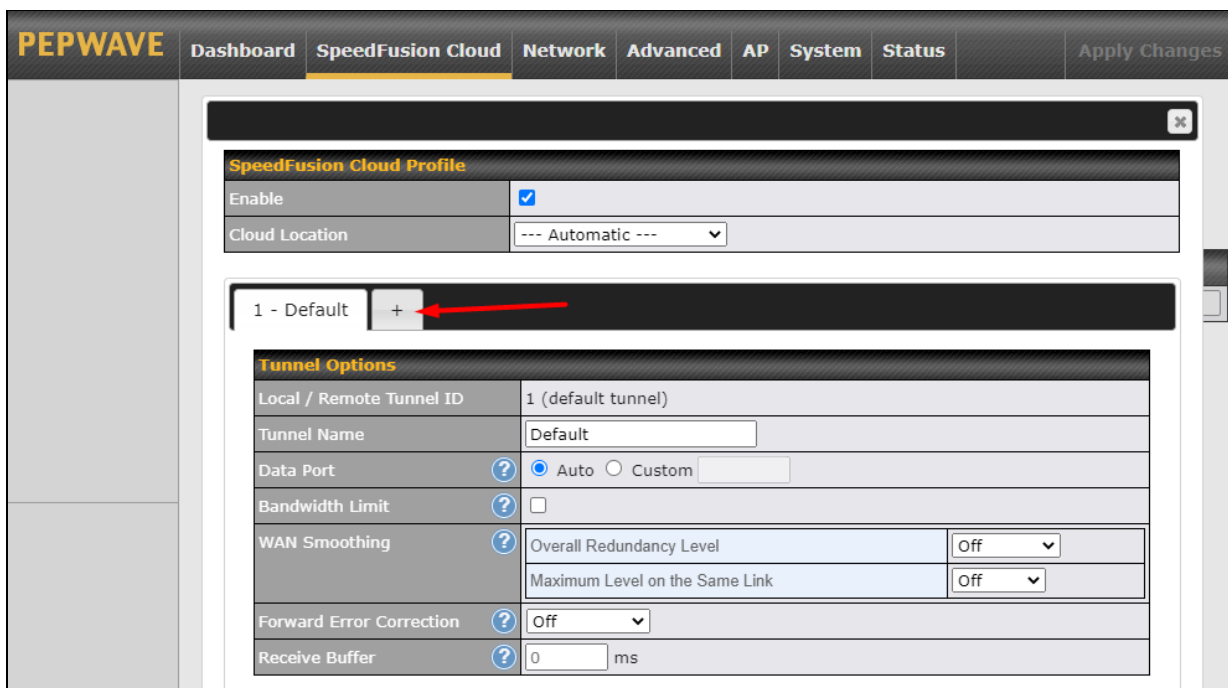 PEPWAVE Dashboard SpeedFusion Cloud Network Advanced AP System Status Apply Changes
SpeedFusion Cloud Profile
Enable
Cloud Location --- Automatic ---
1 - Default +
Tunnel Options
Local / Remote Tunnel ID 1 (default tunnel)
Tunnel Name Default
Data Port ? Auto Custom
Bandwidth Limit ?
WAN Smoothing ? Overall Redundancy Level Off
Maximum Level on the Same Link Off
Forward Error Correction ? Off
Receive Buffer ? 0 ms